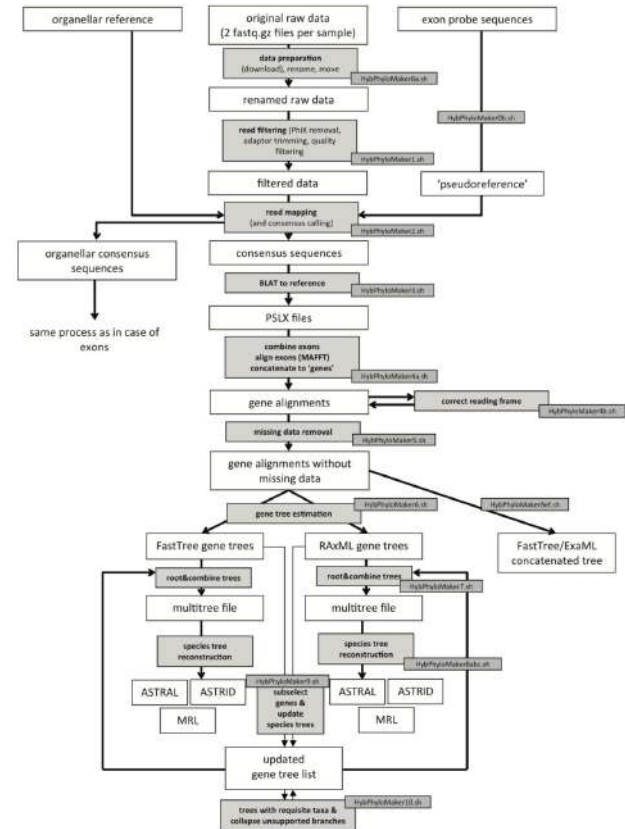 organellar reference
original raw data
(2 fastq.gz files per sample)
exon probe sequences
data preparation
(download), rename, move
HybPhyloMaker0a.sh
renamed raw data
HybPhyloMaker0b.sh
read filtering (PhiX removal,
adaptor trimming, quality
filtering
HybPhyloMaker1.sh
filtered data
'pseudoreference'
read mapping
(and consensus calling)
HybPhyloMaker2.sh
organellar consensus
sequences
consensus sequences
BLAT to reference
HybPhyloMaker3.sh
same process as in case of
exons
PSLX files
combine exons
align exons (MAFFT)
concatenate to 'genes'
HybPhyloMaker4a.sh
gene alignments
correct reading frame
HybPhyloMaker4b.sh
missing data removal
HybPhyloMaker5.sh
gene alignments without
missing data
gene tree estimation
HybPhyloMaker6.sh
HybPhyloMaker8ef.sh
FastTree gene trees
RAxML gene trees
FastTree/ExaML
concatenated tree
root&combine trees
root&combine trees
HybPhyloMaker7.sh
multitree file
multitree file
species tree
reconstruction
species tree
reconstruction
HybPhyloMaker8abc.sh
HybPhyloMaker9.sh
ASTRAL
ASTRID
MRL
subselect
genes &
update
species trees
ASTRAL
ASTRID
MRL
updated
gene tree list
trees with requisite taxa &
collapse unsupported branches
HybPhyloMaker10.sh